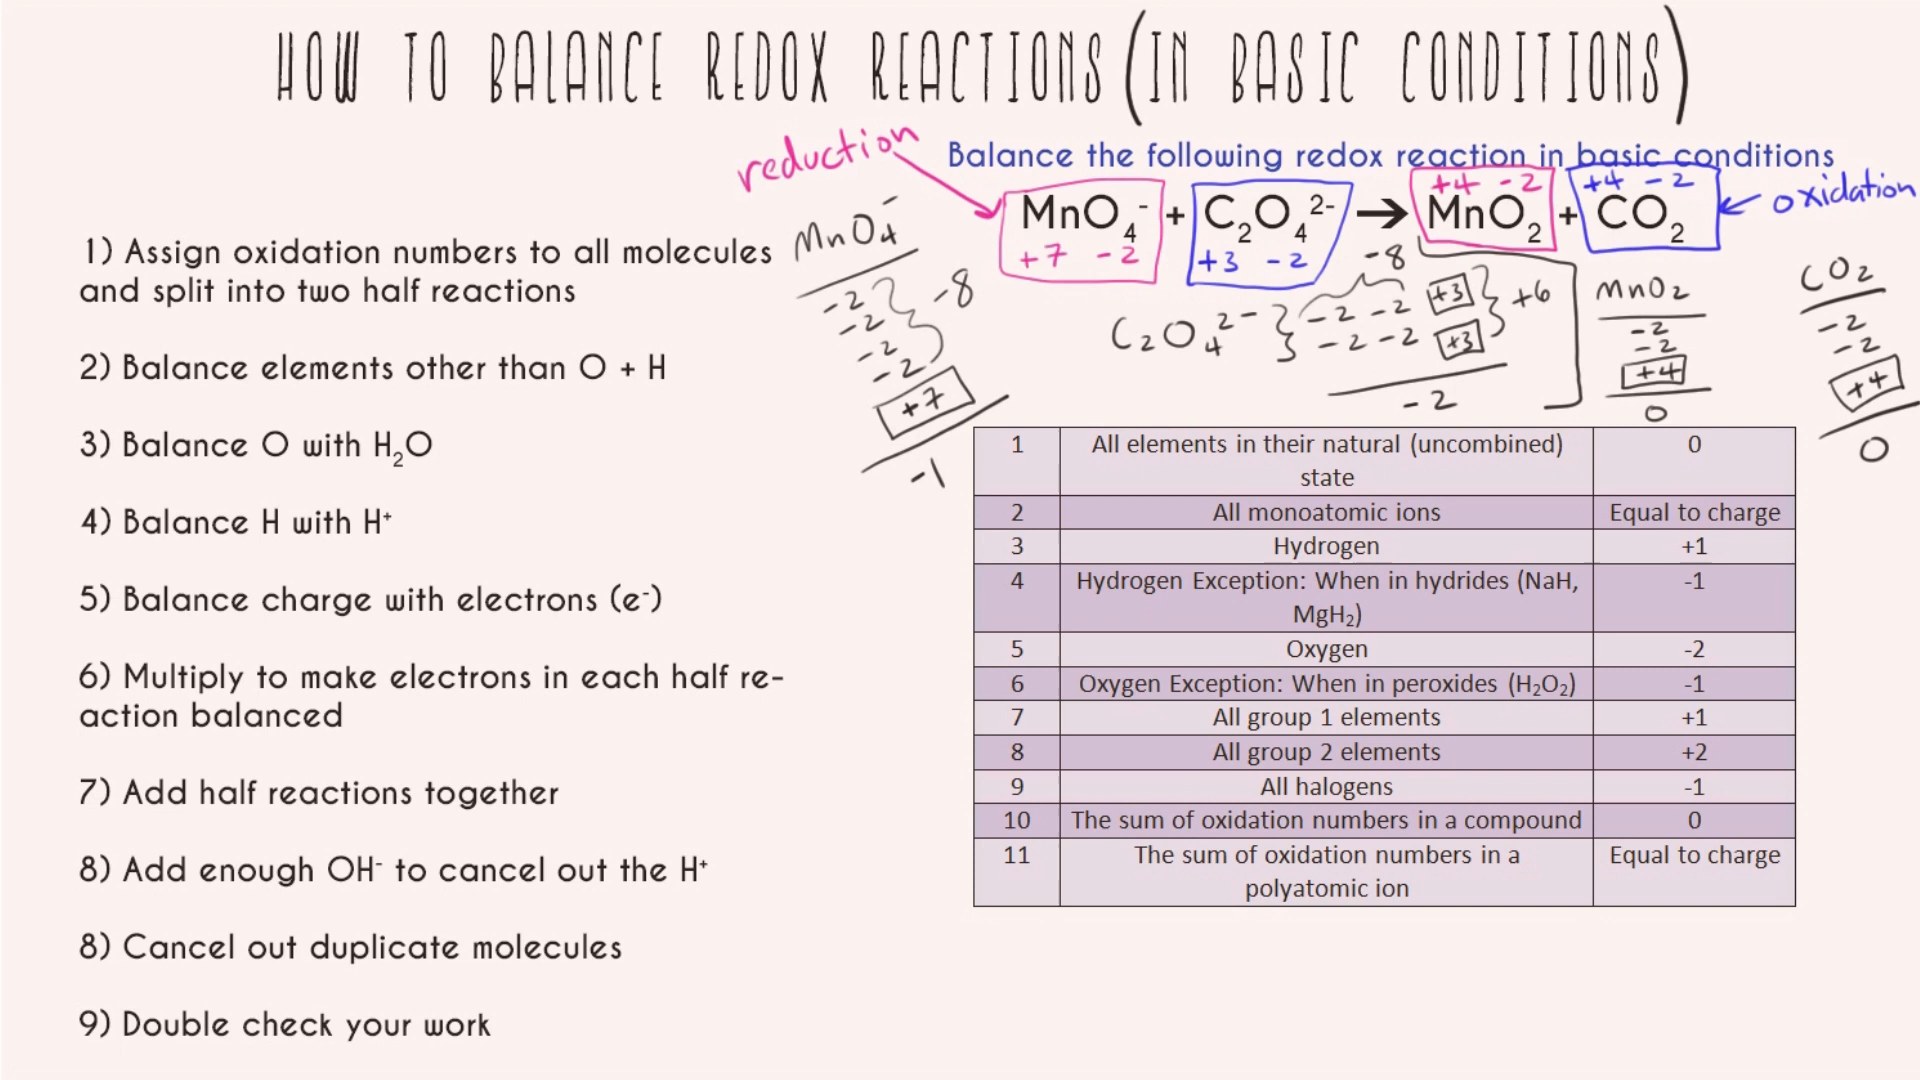 HOW TO BALANCE REDOX REACTIONS (IN BASIC CONDITIONS)
reduction
Balance the following redox reaction in basic conditions
MnO₄⁻ + C₂O₄²⁻ → MnO₂ + CO₂
+7 -2
+3 -2
+4 -2
+4 -2
oxidation
1) Assign oxidation numbers to all molecules
and split into two half reactions
2) Balance elements other than O + H
3) Balance O with H₂O
4) Balance H with H⁺
5) Balance charge with electrons (e⁻)
6) Multiply to make electrons in each half re-
action balanced
7) Add half reactions together
8) Add enough OH⁻ to cancel out the H⁺
8) Cancel out duplicate molecules
9) Double check your work
MnO₄⁻
-2
-2
-2
-2
-8
+7
-1
C₂O₄²⁻
-8
-2 -2 +3
-2 -2 +3
+6
-2
MnO₂
-2
-2
+4
0
CO₂
-2
-2
+4
0
1 All elements in their natural (uncombined) 0
state
2 All monoatomic ions Equal to charge
3 Hydrogen +1
4 Hydrogen Exception: When in hydrides (NaH, -1
MgH₂)
5 Oxygen -2
6 Oxygen Exception: When in peroxides (H₂O₂) -1
7 All group 1 elements +1
8 All group 2 elements +2
9 All halogens -1
10 The sum of oxidation numbers in a compound 0
11 The sum of oxidation numbers in a Equal to charge
polyatomic ion